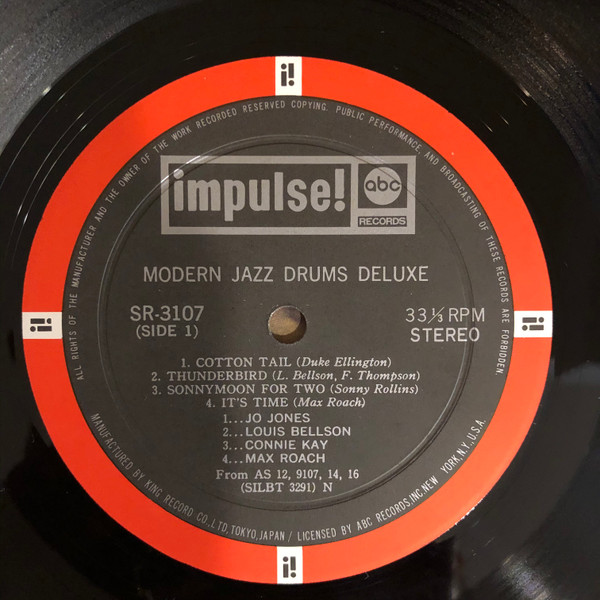 i!
ALL RIGHTS OF THE MANUFACTURER AND THE OWNER OF THE WORK RECORDED RESERVED COPYING. PUBLIC PERFORMANCE AND BROADCASTING OF THESE RECORDS ARE FORBIDDEN.
impulse! abc
RECORDS
MODERN JAZZ DRUMS DELUXE
SR-3107
(SIDE 1)
33⅓ RPM
STEREO
i!
i!
1. COTTON TAIL (Duke Ellington)
2. THUNDERBIRD (L. Bellson, F. Thompson)
3. SONNYMOON FOR TWO (Sonny Rollins)
4. IT'S TIME (Max Roach)
1...JO JONES
2...LOUIS BELLSON
3...CONNIE KAY
4...MAX ROACH
From AS 12, 9107, 14, 16
(SILBT 3291) N
MANUFACTURED BY KING RECORD CO.,LTD,TOKYO,JAPAN / LICENSED BY ABC RECORDS,INC,NEW YORK,N.Y.,U.S.A.
i!